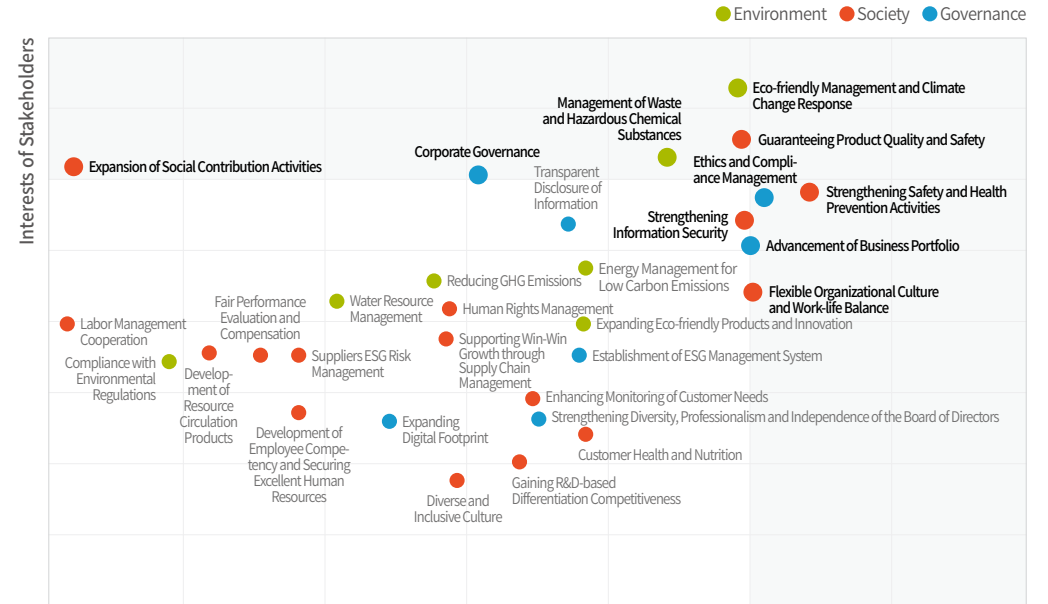 Environment Society Governance
Interests of Stakeholders
Eco-friendly Management and Climate
Change Response
Management of Waste
and Hazardous Chemical
Substances
Guaranteeing Product Quality and Safety
Corporate Governance
Expansion of Social Contribution Activities
Ethics and Compli-
ance Management
Transparent
Disclosure of
Information
Strengthening Safety and Health
Prevention Activities
Strengthening
Information Security
Advancement of Business Portfolio
Energy Management for
Low Carbon Emissions
Reducing GHG Emissions
Flexible Organizational Culture
and Work-life Balance
Water Resource
Management
Fair Performance
Evaluation and
Compensation
Human Rights Management
Labor Management
Cooperation
Expanding Eco-friendly Products and Innovation
Supporting Win-Win
Growth through
Supply Chain
Management
Suppliers ESG Risk
Management
Establishment of ESG Management System
Compliance with
Environmental
Regulations
Develop-
ment of
Resource
Circulation
Products
Enhancing Monitoring of Customer Needs
Strengthening Diversity, Professionalism and Independence of the Board of Directors
Expanding
Digital Footprint
Development of
Employee Compe-
tency and Securing
Excellent Human
Resources
Customer Health and Nutrition
Gaining R&D-based
Differentiation Competitiveness
Diverse and
Inclusive Culture